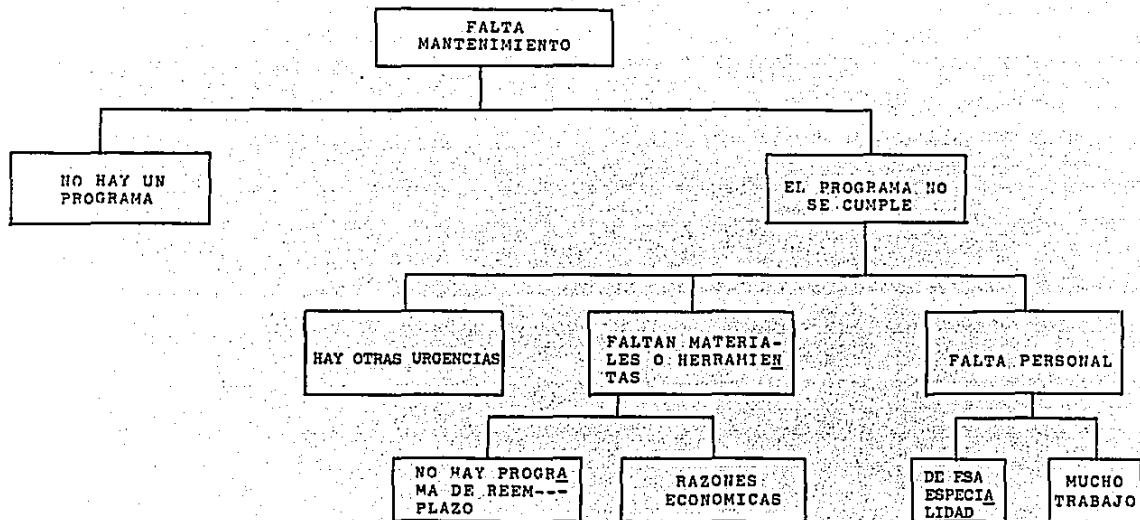 FALTA
MANTENIMIENTO
NO HAY UN
PROGRAMA
EL PROGRAMA NO
SE CUMPLE
HAY OTRAS URGENCIAS
FALTAN MATERIA-
LES O HERRAMIEN
TAS
FALTA PERSONAL
NO HAY PROGRA
MA DE REEM---
PLAZO
RAZONES
ECONOMICAS
DE ESA
ESPECIA
LIDAD
MUCHO
TRABAJO